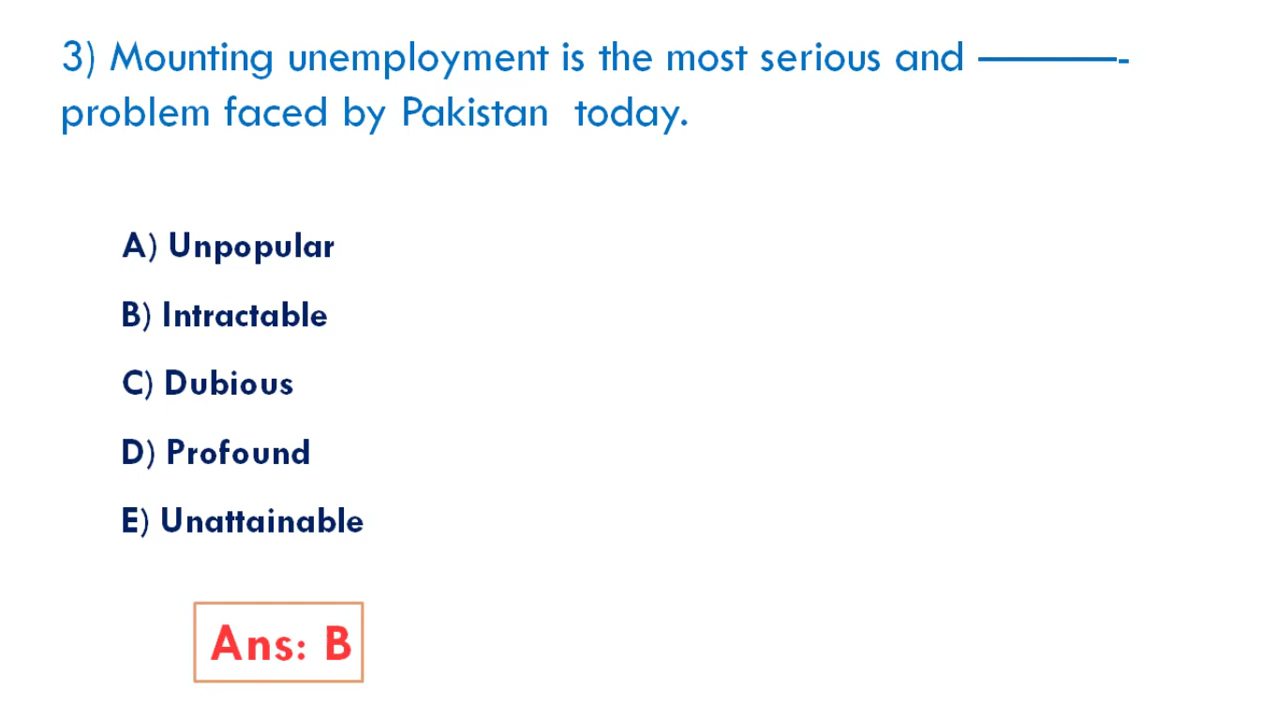 3) Mounting unemployment is the most serious and ————-
problem faced by Pakistan  today.
A) Unpopular
B) Intractable
C) Dubious
D) Profound
E) Unattainable
Ans: B